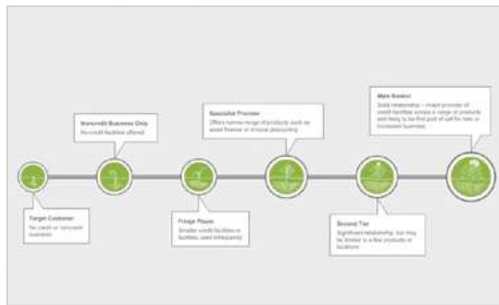 Target Customer
No credit or noncredit
business
Noncredit Business Only
No credit facilities offered
Fringe Player
Smaller credit facilities or
facilities used infrequently
Specialist Provider
Offers narrow range of products such as
asset finance or invoice discounting
Second Tier
Significant relationship, but may
be limited to a few products or
locations
Main Banker
Solid relationship – major provider of
credit facilities across a range of products
and likely to be first port of call for new or
increased business